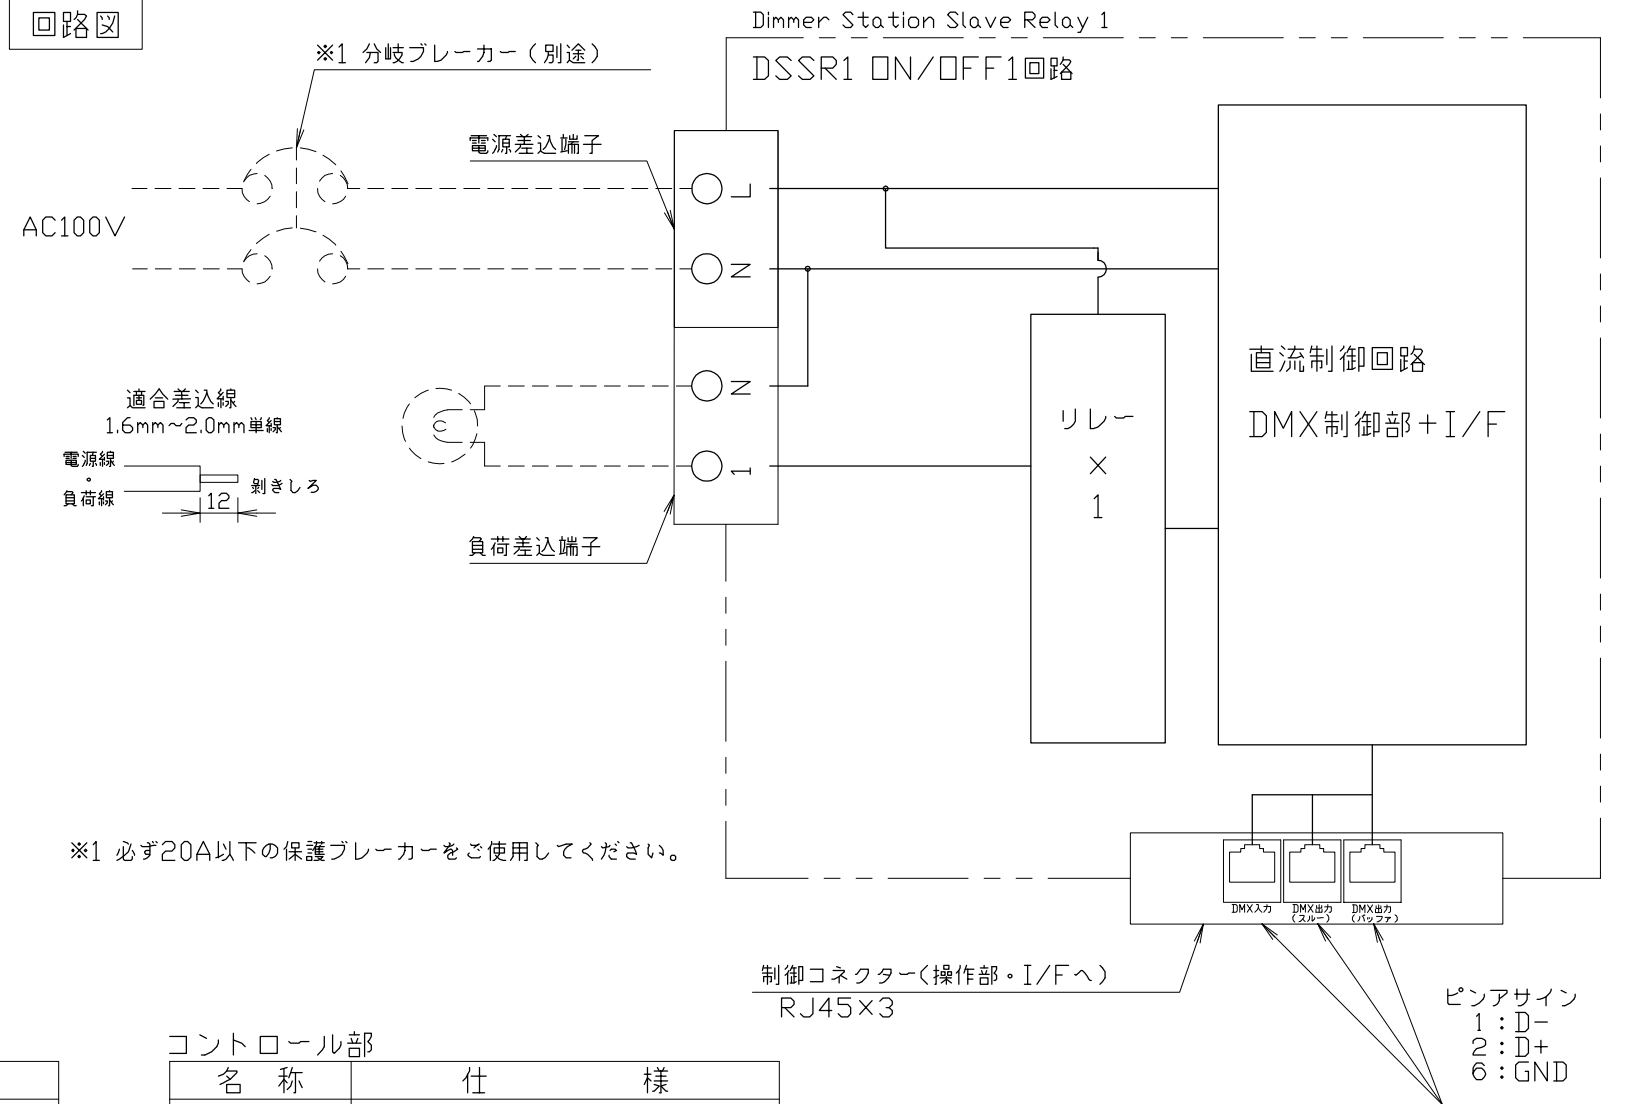 回路図
Dimmer Station Slave Relay 1
DSSR1 ON/OFF1回路
※1 分岐ブレーカー（別途）
電源差込端子
AC100V
L
N
N
1
適合差込線
1.6mm～2.0mm単線
電源線
・
負荷線
12
剝きしろ
負荷差込端子
リレー
×
1
直流制御回路
DMX制御部＋I/F
※1 必ず20A以下の保護ブレーカーをご使用してください。
DMX入力
DMX出力
(スルー)
DMX出力
(バッファ)
制御コネクター(操作部・I/Fへ)
RJ45×3
ピンアサイン
1：D-
2：D+
6：GND
コントロール部
名 称
仕 様